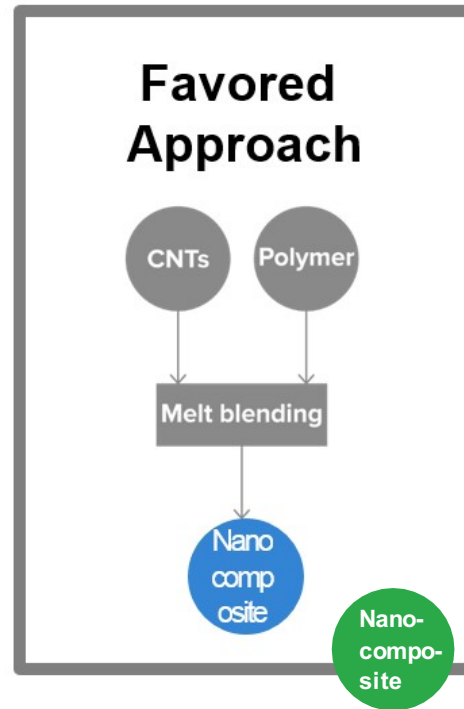 Favored
Approach
CNTs
Polymer
Melt blending
Nano
comp
osite
Nano-
compo-
site